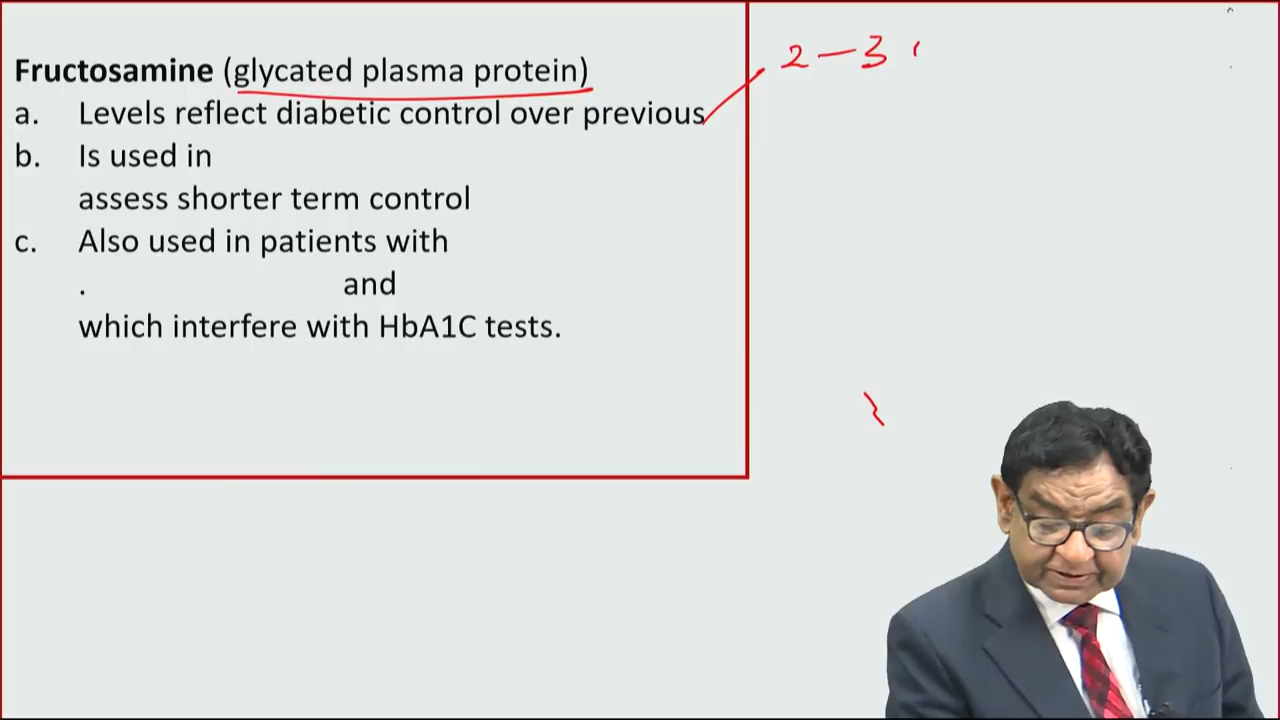 Fructosamine (glycated plasma protein)
2-3
a. Levels reflect diabetic control over previous
b. Is used in
assess shorter term control
c. Also used in patients with
. and
which interfere with HbA1C tests.